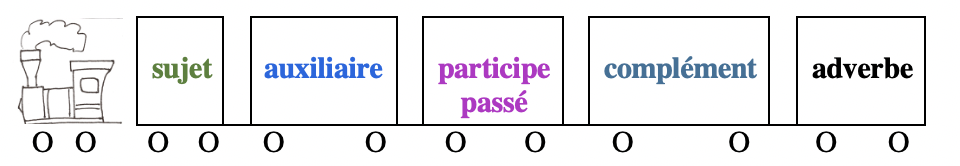 sujet
auxiliaire
participe
passé
complément
adverbe
O O O O O O O O O O O O